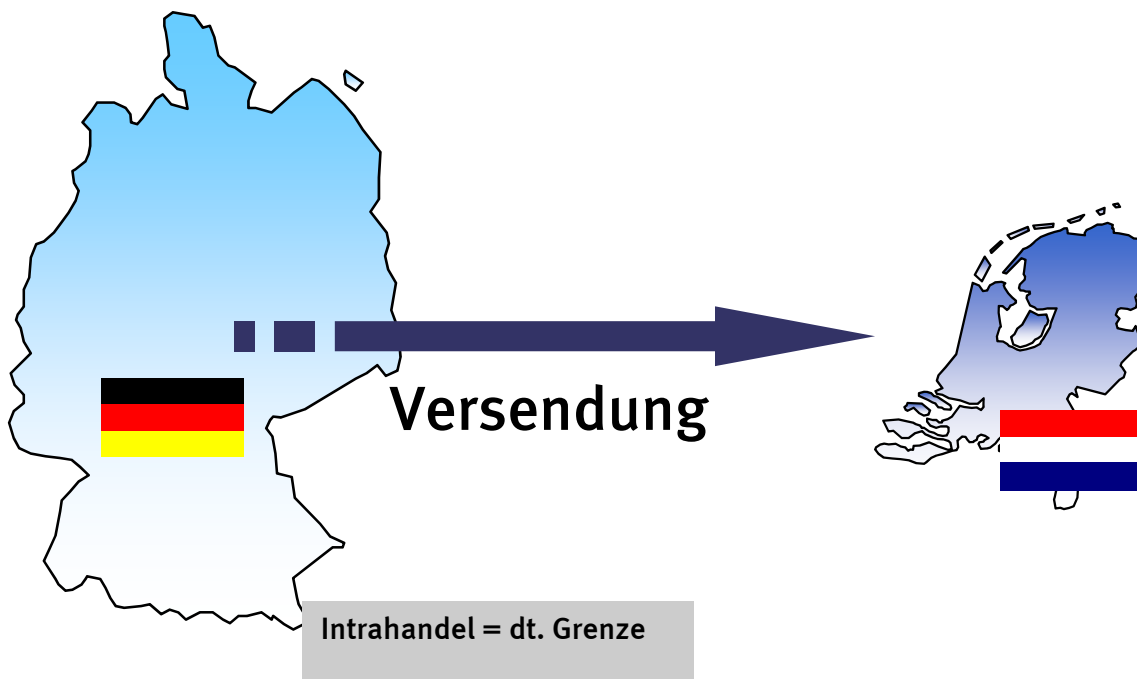 Versendung
Intrahandel = dt. Grenze